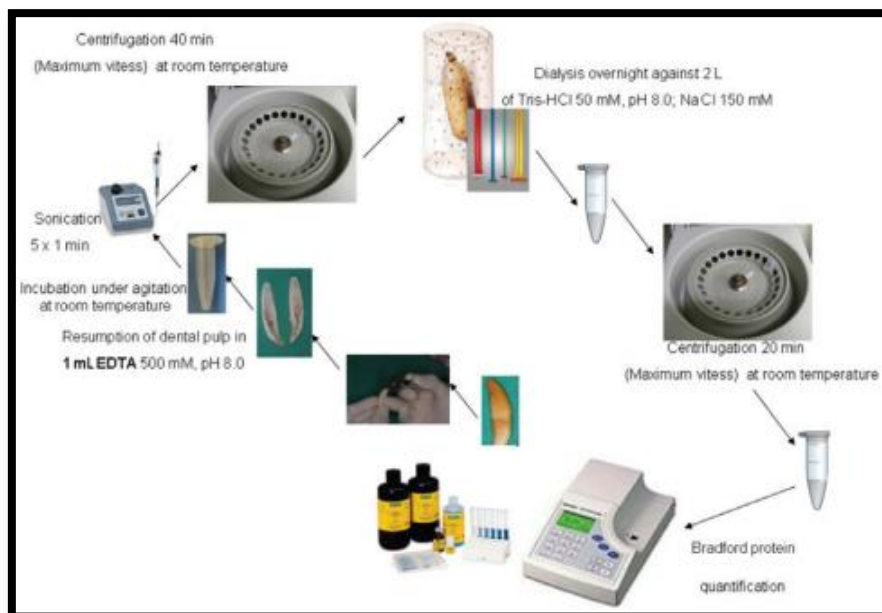 Centrifugation 40 min
(Maximum vitess) at room temperature
Dialysis overnight against 2 L
of Tris-HCl 50 mM, pH 8.0; NaCl 150 mM
Sonication
5 x 1 min
Incubation under agitation
at room temperature
Resumption of dental pulp in
1 mL EDTA 500 mM, pH 8.0
Centrifugation 20 min
(Maximum vitess) at room temperature
Bradford protein
quantification